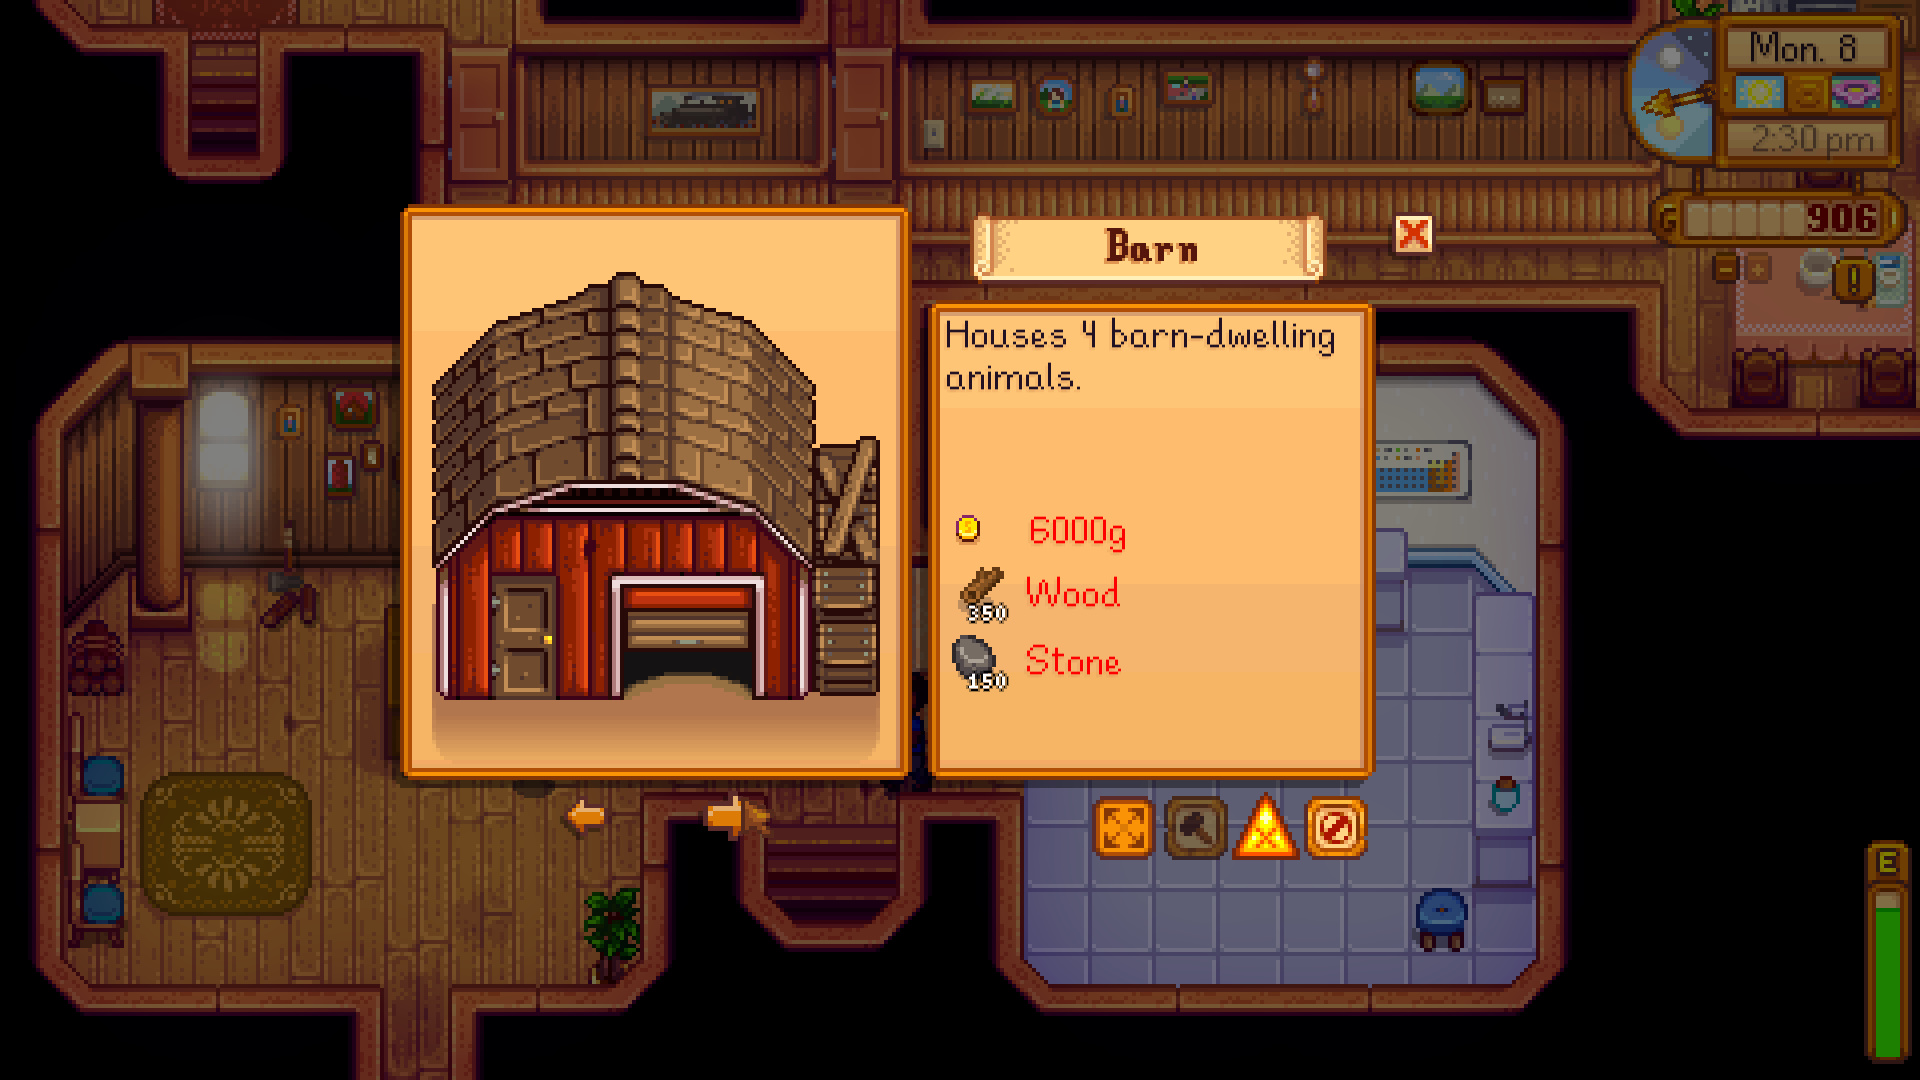 Mon. 8
2:30 pm
906
Barn
Houses 4 barn-dwelling
animals.
6000g
350
Wood
150
Stone
E